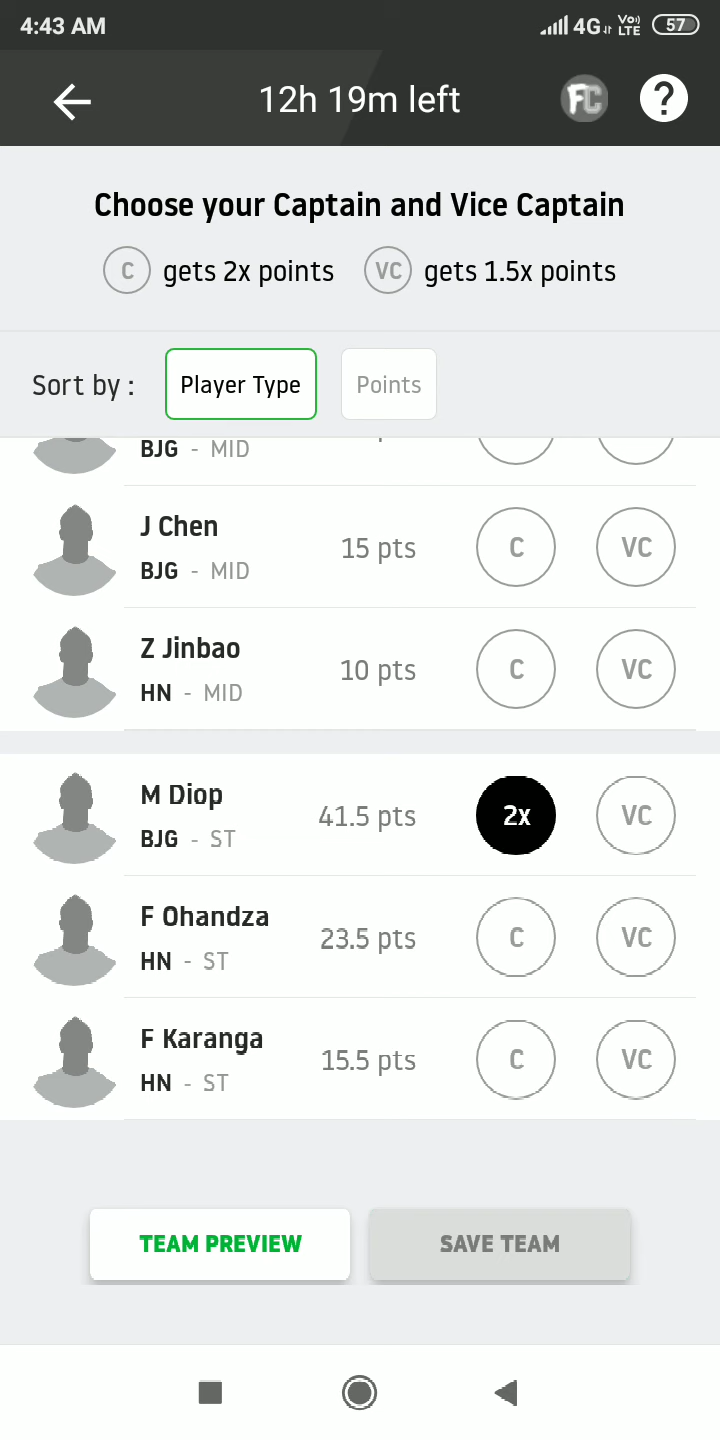 4:43 AM 4G Vo)) LTE 57
12h 19m left FC ?
Choose your Captain and Vice Captain
C gets 2x points VC gets 1.5x points
Sort by : Player Type Points
BJG - MID
J Chen
15 pts C VC
BJG - MID
Z Jinbao
10 pts C VC
HN - MID
M Diop
41.5 pts 2x VC
BJG - ST
F Ohandza
23.5 pts C VC
HN - ST
F Karanga
15.5 pts C VC
HN - ST
TEAM PREVIEW SAVE TEAM